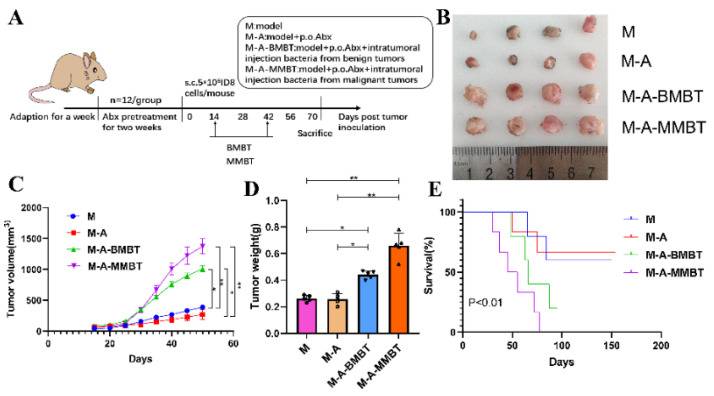 A
M:model
M-A:model+p.o.Abx
M-A-BMBT:model+p.o.Abx+intratumoral
injection bacteria from benign tumors
M-A-MMBT:model+p.o.Abx+intratumoral
injection bacteria from malignant tumors
s.c.5*10⁶ID8
cells/mouse
n=12/group
Adaption for a week
Abx pretreatment
for two weeks
0 14 28 42 56 70
Days post tumor
inoculation
Sacrifice
BMBT
MMBT
B
M
M-A
M-A-BMBT
M-A-MMBT
1 2 3 4 5 6 7
C
Tumor volume(mm³)
2000
1500
1000
500
0
0 20 40 60
Days
M
M-A
M-A-BMBT
M-A-MMBT
* ** * **
D
Tumor weight(g)
1.0
0.8
0.6
0.4
0.2
0.0
**
**
*
*
M
M-A
M-A-BMBT
M-A-MMBT
E
Survival(%)
100
50
0
0 50 100 150 200
Days
P<0.01
M
M-A
M-A-BMBT
M-A-MMBT